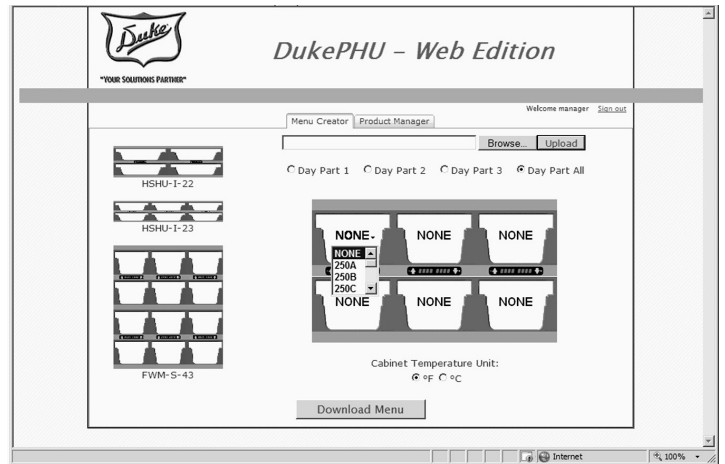 Duke
"YOUR SOLUTIONS PARTNER"
DukePHU – Web Edition
Welcome manager Sign out
Menu Creator Product Manager
Browse... Upload
Day Part 1 Day Part 2 Day Part 3 Day Part All
HSHU-I-22
HSHU-I-23
FWM-S-43
NONE NONE NONE
NONE
250A
250B
250C
#### #### #### ####
NONE NONE NONE
Cabinet Temperature Unit:
°F °C
Download Menu
Internet 100%